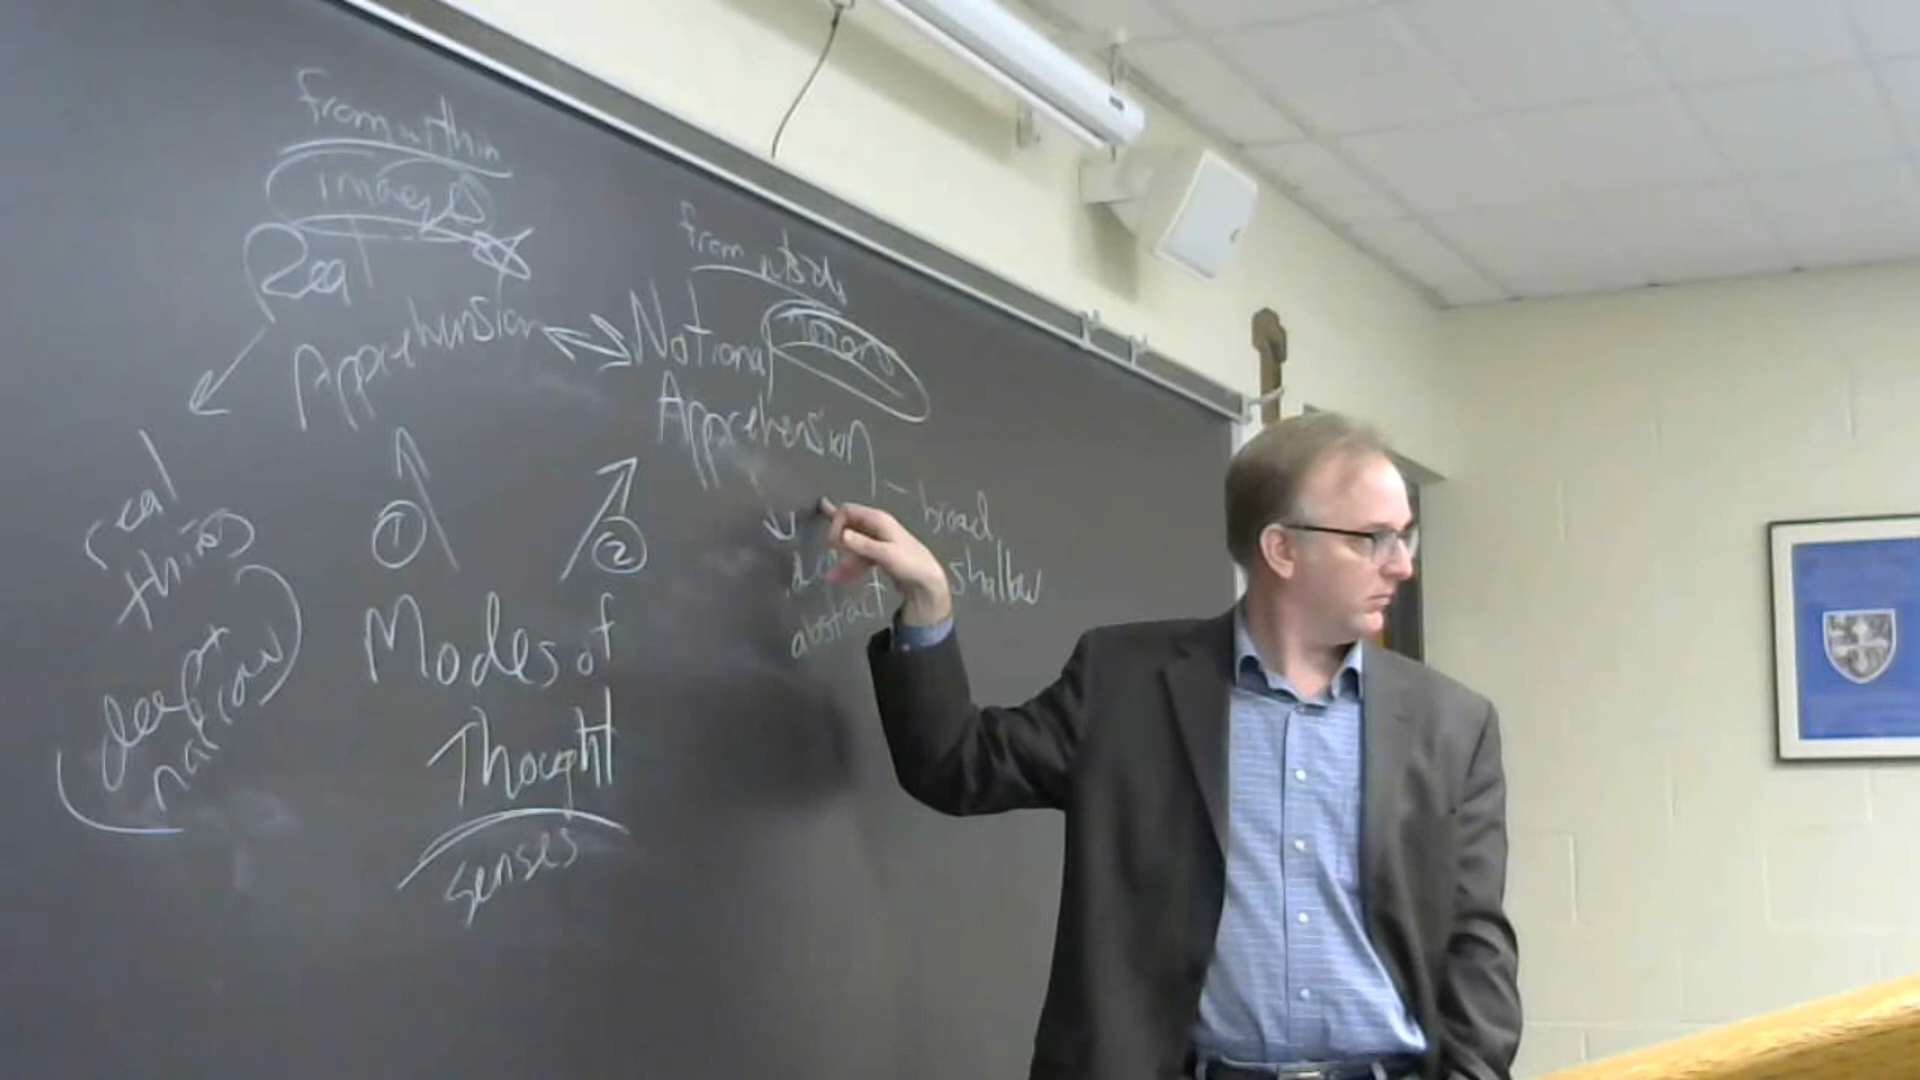 from within
images
Real
Apprehension
from outside
Notional
Apprehension
real
things
deep +
narrow
1
2
Modes of
Thought
senses
- broad,
shallow
abstract